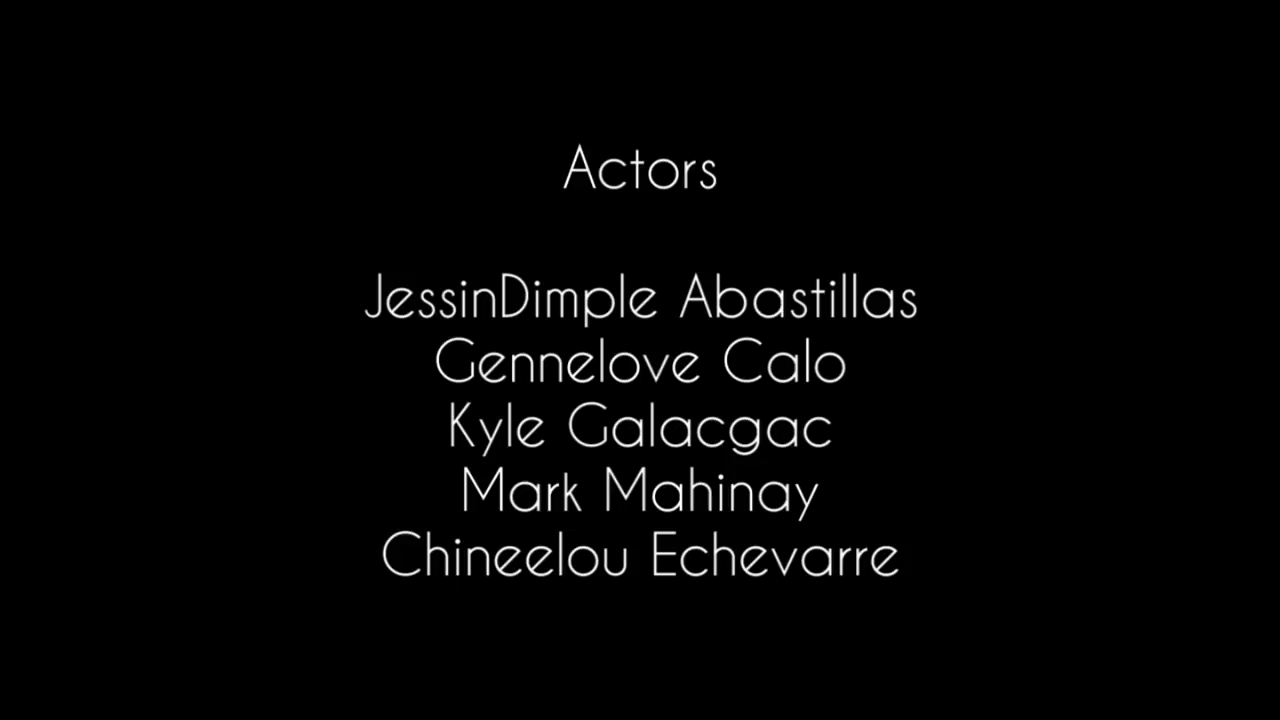 Actors
JessinDimple Abastillas
Gennelove Calo
Kyle Galacgac
Mark Mahinay
Chineelou Echevarre